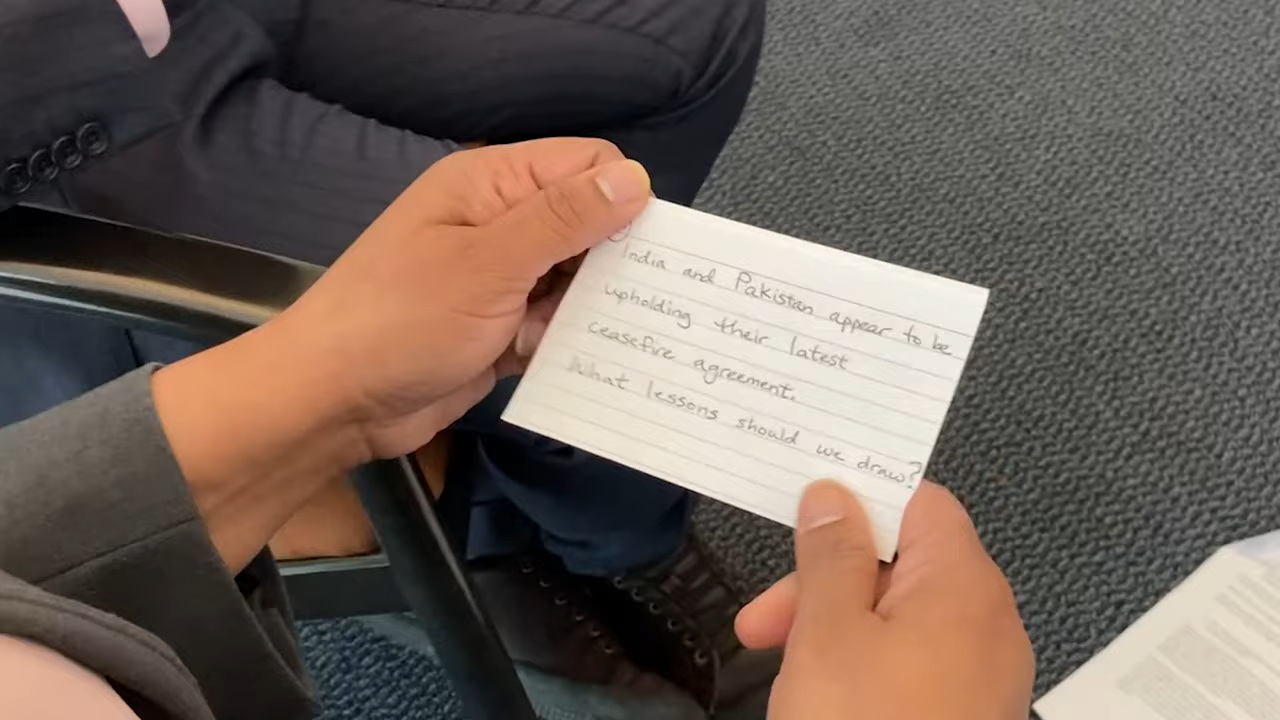 India and Pakistan appear to be
upholding their latest
ceasefire agreement.
What lessons should we draw?